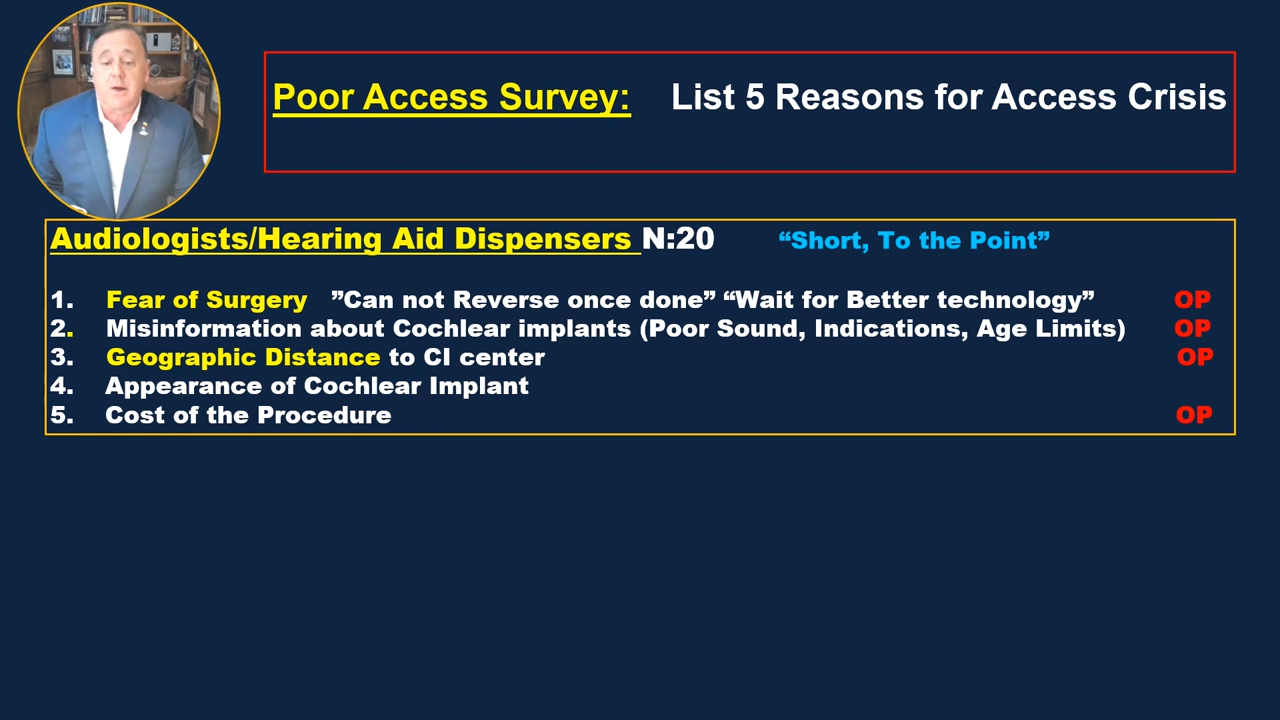 Poor Access Survey: List 5 Reasons for Access Crisis
Audiologists/Hearing Aid Dispensers N:20 “Short, To the Point”
1. Fear of Surgery ”Can not Reverse once done” “Wait for Better technology” OP
2. Misinformation about Cochlear implants (Poor Sound, Indications, Age Limits) OP
3. Geographic Distance to CI center OP
4. Appearance of Cochlear Implant
5. Cost of the Procedure OP